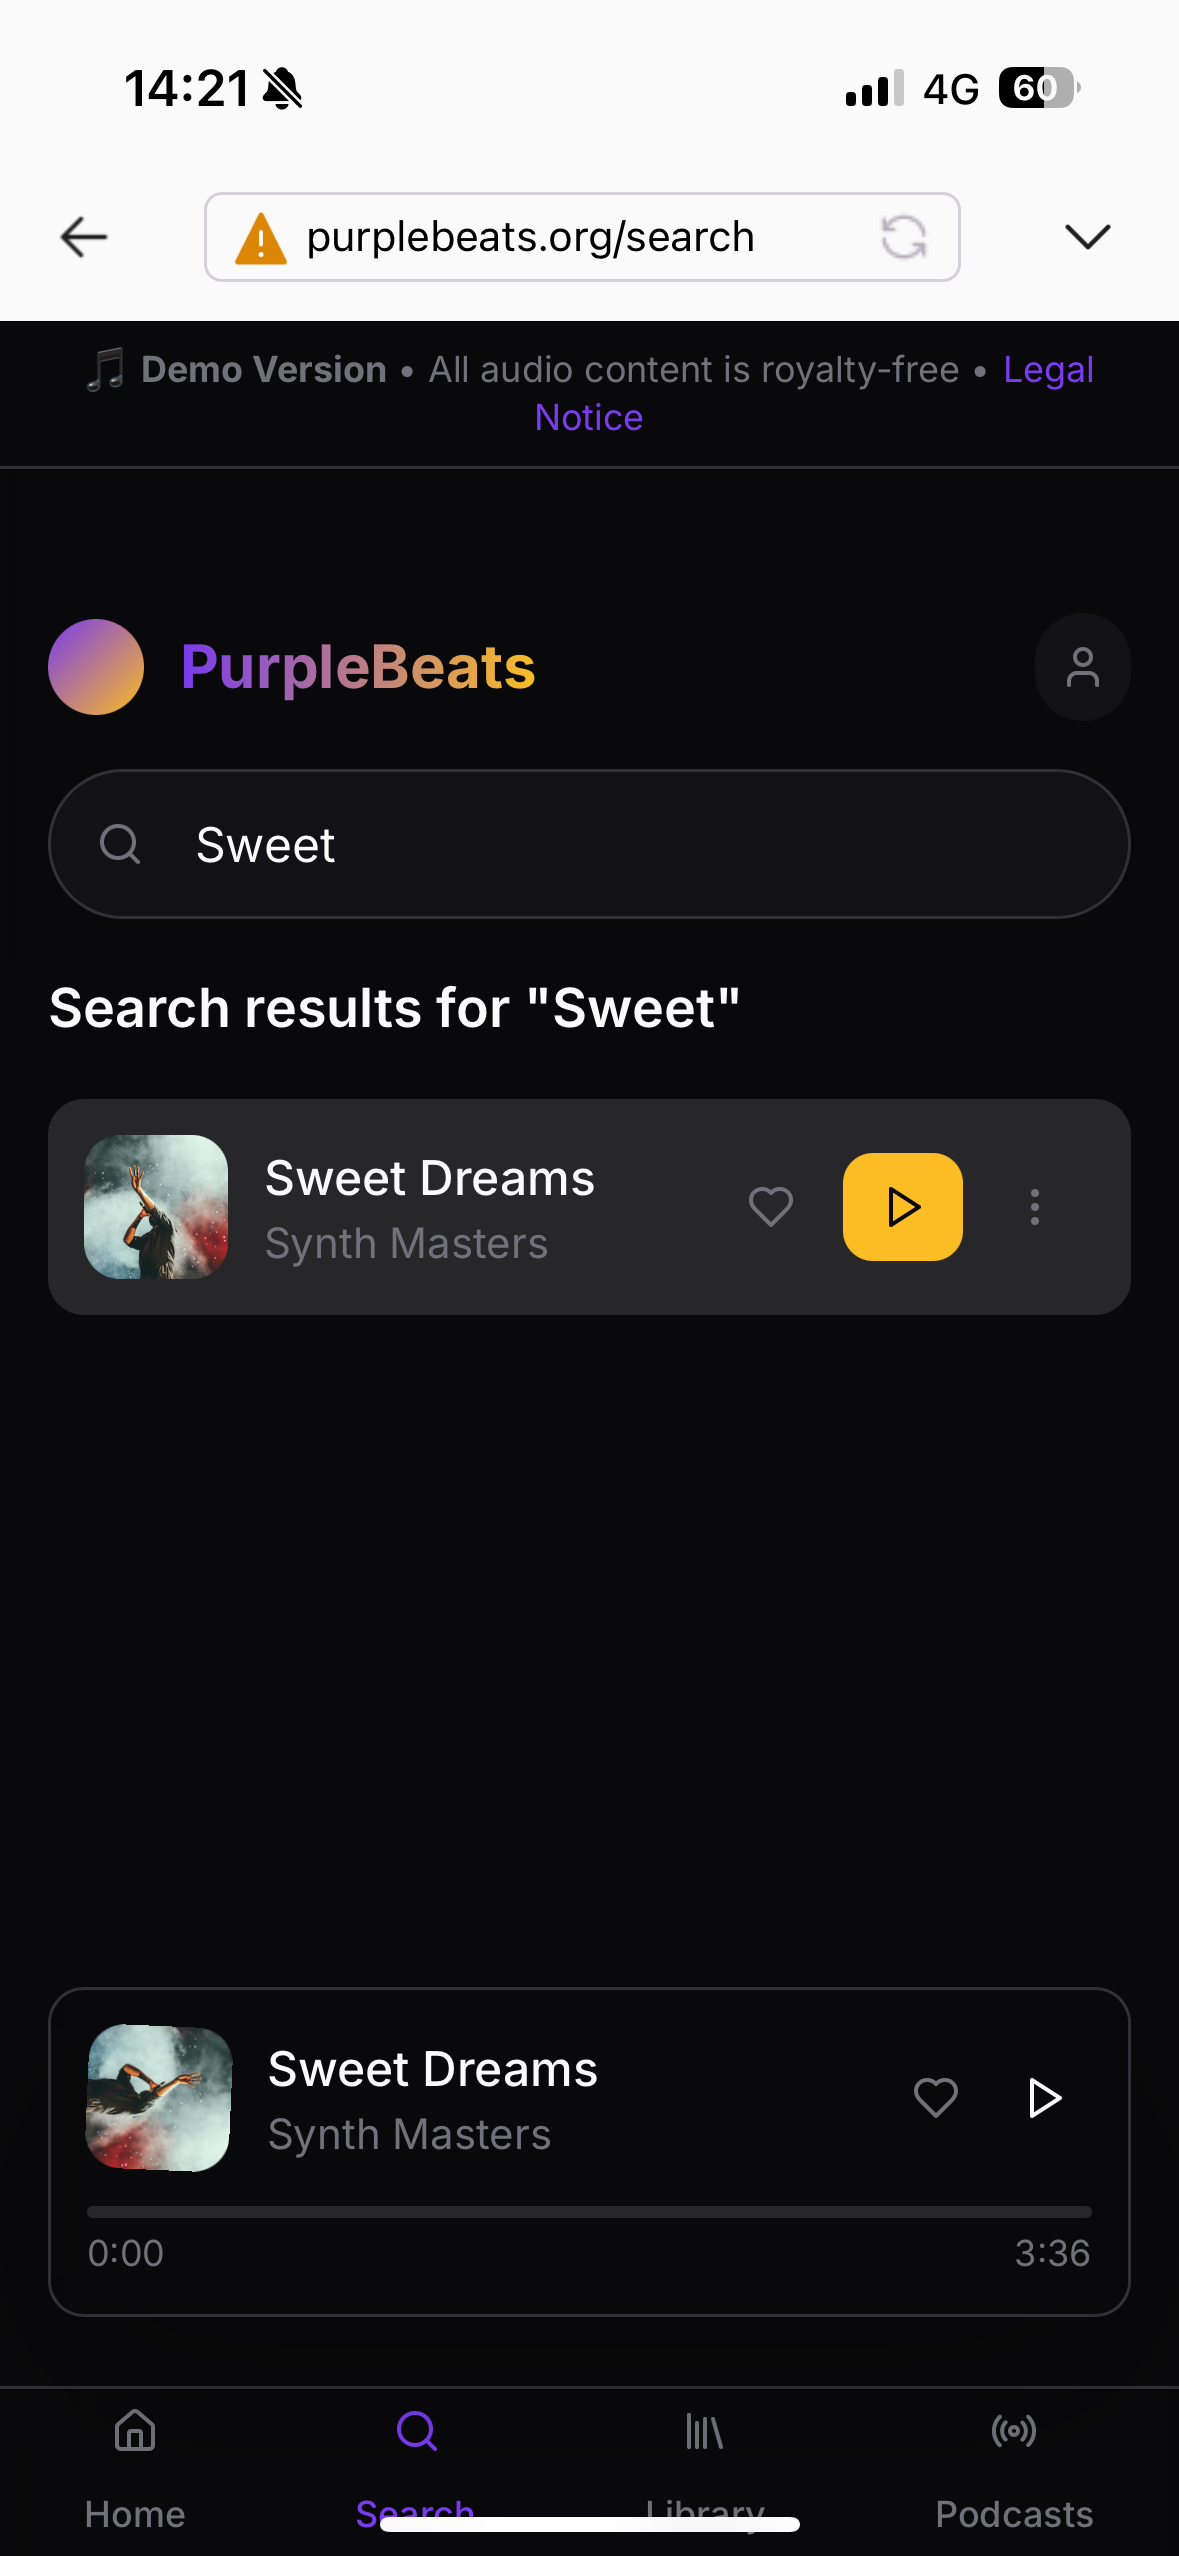 14:21 4G 60
purplebeats.org/search
Demo Version • All audio content is royalty-free • Legal
Notice
PurpleBeats
Sweet
Search results for "Sweet"
Sweet Dreams
Synth Masters
Sweet Dreams
Synth Masters
0:00 3:36
Home Search Library Podcasts